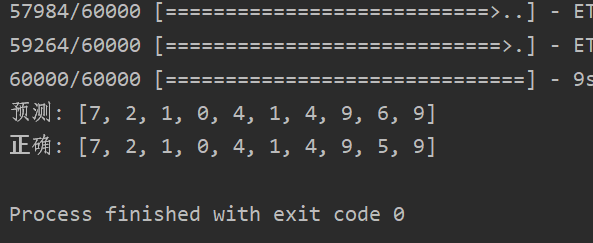 57984/60000 [===========================>..] - ET
59264/60000 [============================>.] - ET
60000/60000 [==============================] - 9s
预测: [7, 2, 1, 0, 4, 1, 4, 9, 6, 9]
正确: [7, 2, 1, 0, 4, 1, 4, 9, 5, 9]
Process finished with exit code 0